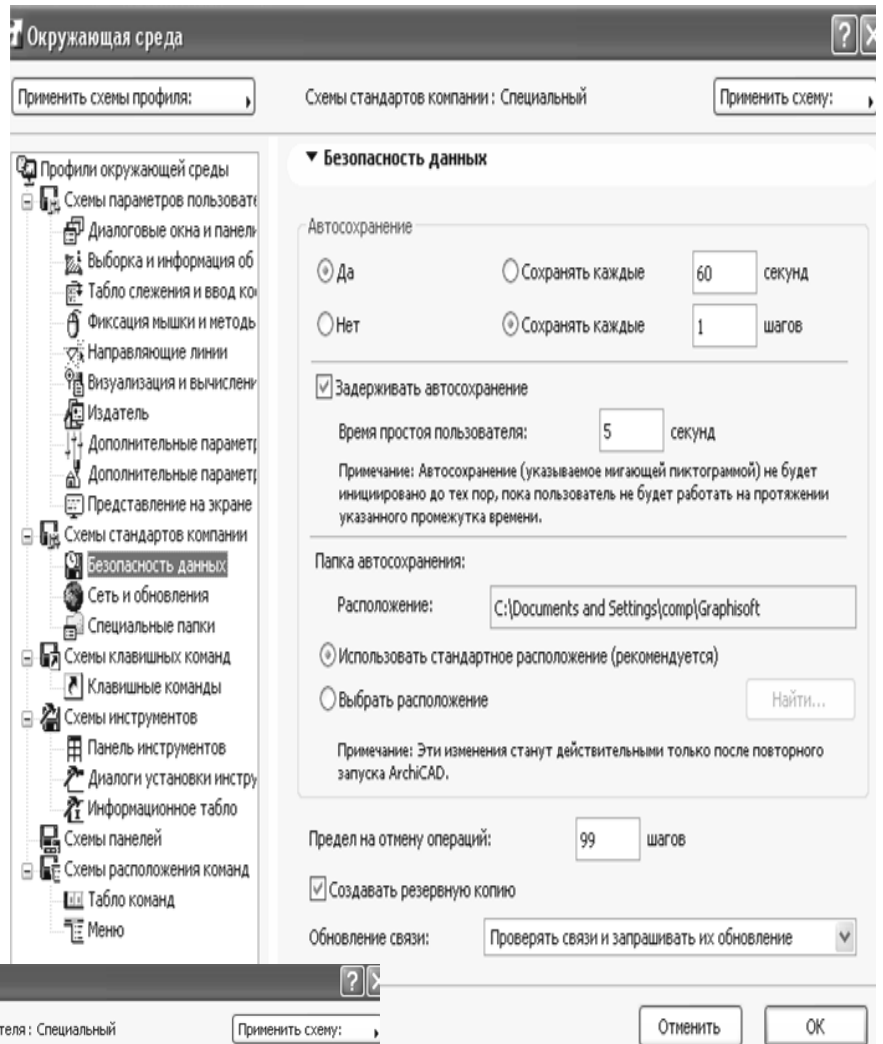 Окружающая среда
Применить схемы профиля:
Схемы стандартов компании : Специальный
Применить схему:
Профили окружающей среды
Схемы параметров пользоват
Диалоговые окна и панели
Выборка и информация об
Табло слежения и ввод ко
Фиксация мышки и методы
Направляющие линии
Визуализация и вычислен
Издатель
Дополнительные парамет
Дополнительные парамет
Представление на экране
Схемы стандартов компании
Безопасность данных
Сеть и обновления
Специальные папки
Схемы клавишных команд
Клавишные команды
Схемы инструментов
Панель инструментов
Диалоги установки инстру
Информационное табло
Схемы панелей
Схемы расположения команд
Табло команд
Меню
Безопасность данных
Автосохранение
Да
Сохранять каждые 60 секунд
Нет
Сохранять каждые 1 шагов
Задерживать автосохранение
Время простоя пользователя: 5 секунд
Примечание: Автосохранение (указываемое мигающей пиктограммой) не будет
инициировано до тех пор, пока пользователь не будет работать на протяжении
указанного промежутка времени.
Папка автосохранения:
Расположение: C:\Documents and Settings\comp\Graphisoft
Использовать стандартное расположение (рекомендуется)
Выбрать расположение
Найти...
Примечание: Эти изменения станут действительными только после повторного
запуска ArchiCAD.
Предел на отмену операций: 99 шагов
Создавать резервную копию
Обновление связи: Проверять связи и запрашивать их обновление
Отменить
OK
теля : Специальный
Применить схему: